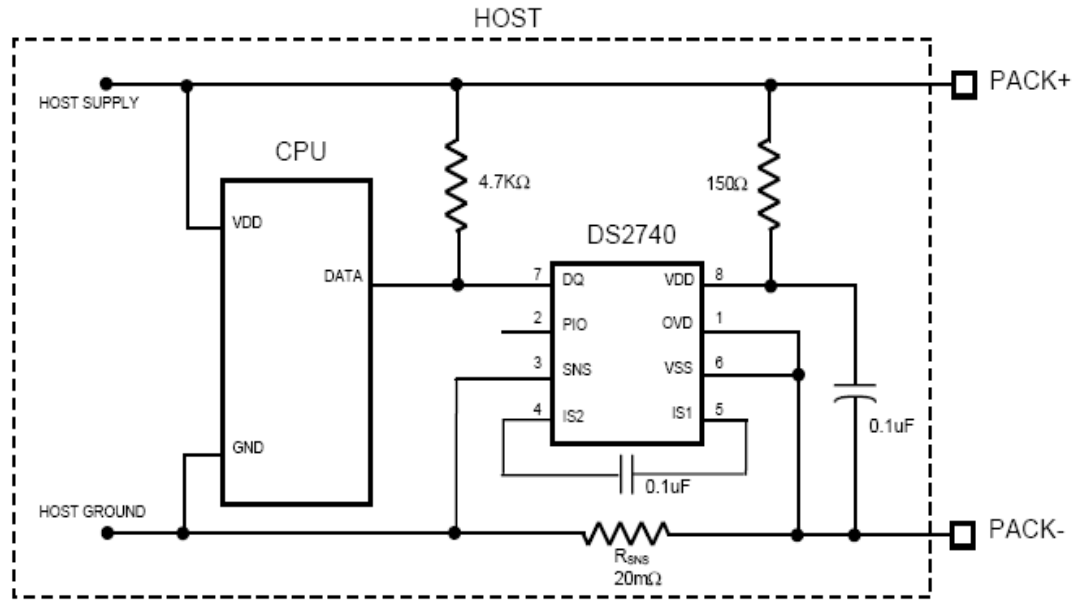 HOST
PACK+
HOST SUPPLY
CPU
4.7KΩ
150Ω
VDD
DS2740
DATA
7
DQ
VDD
8
2
PIO
OVD
1
3
SNS
VSS
6
4
IS2
IS1
5
0.1uF
GND
0.1uF
HOST GROUND
PACK-
RSNS
20mΩ